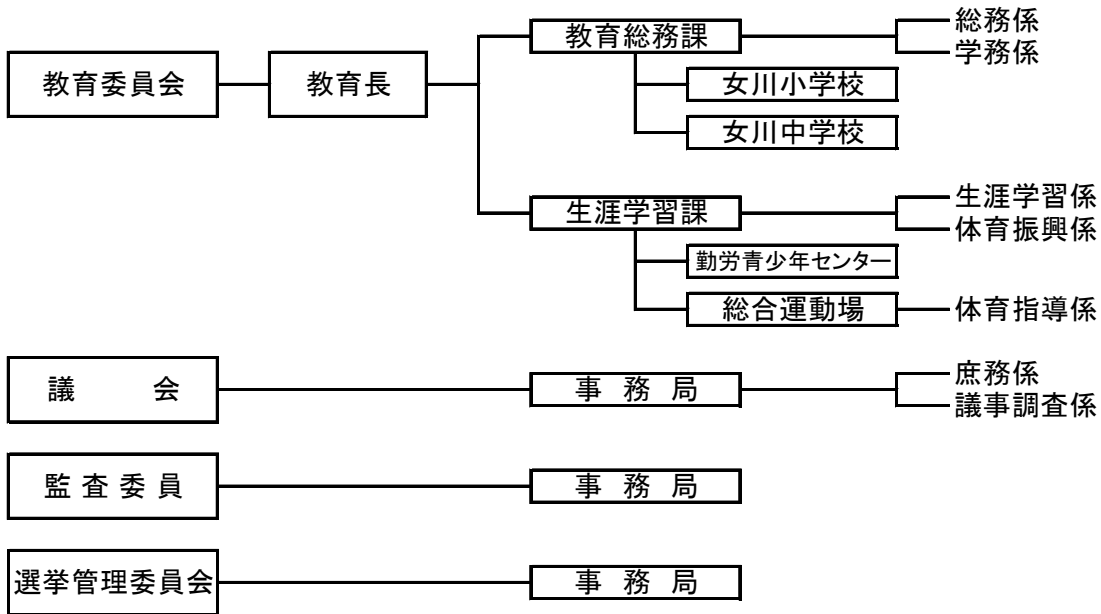 教育委員会
教育長
教育総務課
総務係
学務係
女川小学校
女川中学校
生涯学習課
生涯学習係
体育振興係
勤労青少年センター
総合運動場
体育指導係
議 会
事 務 局
庶務係
議事調査係
監 査 委 員
事 務 局
選挙管理委員会
事 務 局